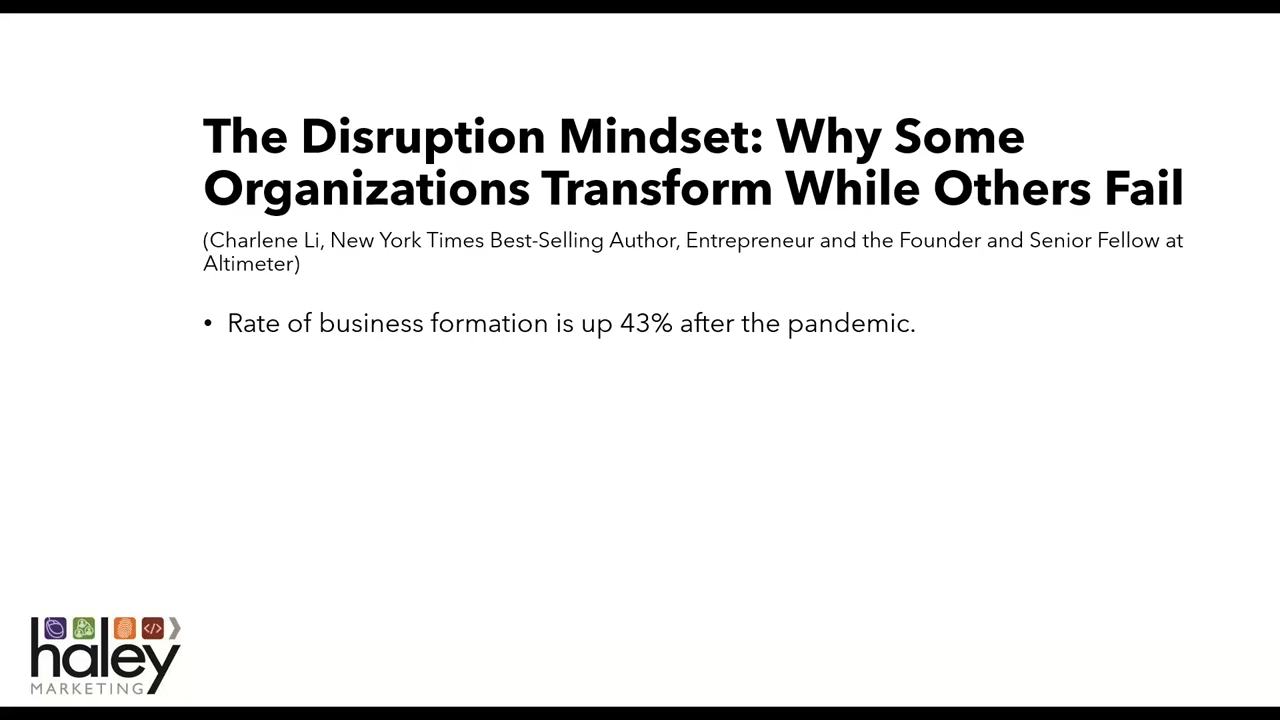 The Disruption Mindset: Why Some
Organizations Transform While Others Fail
(Charlene Li, New York Times Best-Selling Author, Entrepreneur and the Founder and Senior Fellow at
Altimeter)
• Rate of business formation is up 43% after the pandemic.
</>
haley
MARKETING